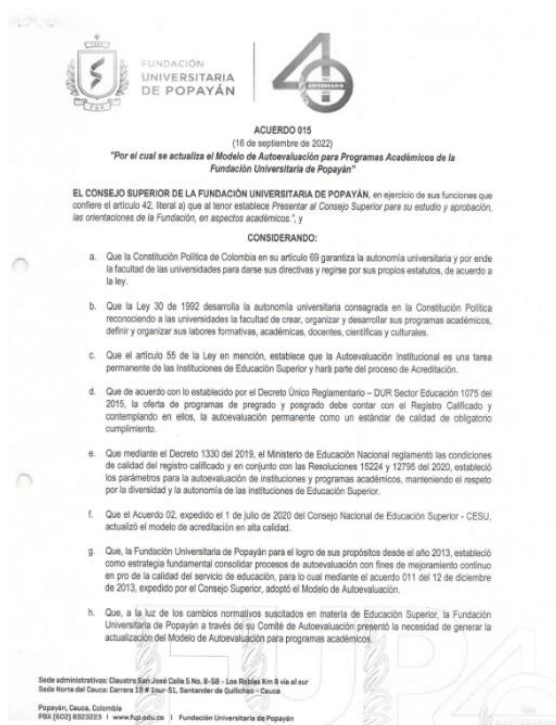 FUNDACIÓN
UNIVERSITARIA
DE POPAYÁN
FUP
40
ANIVERSARIO
ACUERDO 015
(16 de septiembre de 2022)
"Por el cual se actualiza el Modelo de Autoevaluación para Programas Académicos de la
Fundación Universitaria de Popayán"
EL CONSEJO SUPERIOR DE LA FUNDACIÓN UNIVERSITARIA DE POPAYÁN, en ejercicio de sus funciones que
confiere el artículo 42, literal a) que al tenor establece Presentar al Consejo Superior para su estudio y aprobación,
las orientaciones de la Fundación, en aspectos académicos.", y
CONSIDERANDO:
a. Que la Constitución Política de Colombia en su artículo 69 garantiza la autonomía universitaria y por ende
la facultad de las universidades para darse sus directivas y regirse por sus propios estatutos, de acuerdo a
la ley.
b. Que la Ley 30 de 1992 desarrolla la autonomía universitaria consagrada en la Constitución Política
reconociendo a las universidades la facultad de crear, organizar y desarrollar sus programas académicos,
definir y organizar sus labores formativas, académicas, docentes, científicas y culturales.
c. Que el artículo 55 de la Ley en mención, establece que la Autoevaluación Institucional es una tarea
permanente de las Instituciones de Educación Superior y hará parte del proceso de Acreditación.
d. Que de acuerdo con lo establecido por el Decreto Único Reglamentario – DUR Sector Educación 1075 del
2015, la oferta de programas de pregrado y posgrado debe contar con el Registro Calificado y
contemplando en ellos, la autoevaluación permanente como un estándar de calidad de obligatorio
cumplimiento.
e. Que mediante el Decreto 1330 del 2019, el Ministerio de Educación Nacional reglamentó las condiciones
de calidad del registro calificado y en conjunto con las Resoluciones 15224 y 12795 del 2020, estableció
los parámetros para la autoevaluación de instituciones y programas académicos, manteniendo el respeto
por la diversidad y la autonomía de las instituciones de Educación Superior.
f. Que el Acuerdo 02, expedido el 1 de julio de 2020 del Consejo Nacional de Educación Superior - CESU,
actualizó el modelo de acreditación en alta calidad.
g. Que, la Fundación Universitaria de Popayán para el logro de sus propósitos desde el año 2013, estableció
como estrategia fundamental consolidar procesos de autoevaluación con fines de mejoramiento continuo
en pro de la calidad del servicio de educación, para lo cual mediante el acuerdo 011 del 12 de diciembre
de 2013, expedido por el Consejo Superior, adoptó el Modelo de Autoevaluación.
h. Que, a la luz de los cambios normativos suscitados en materia de Educación Superior, la Fundación
Universitaria de Popayán a través de su Comité de Autoevaluación presentó la necesidad de generar la
actualización del Modelo de Autoevaluación para programas académicos.
Sede administrativas: Claustro San José Calle 5 No. 8-58 - Los Robles Km 8 vía al sur
Sede Norte del Cauca: Carrera 13 # 1sur-51, Santander de Quilichao - Cauca
Popayán, Cauca, Colombia
PBX (602) 8323223 | www.fup.edu.co | Fundación Universitaria de Popayán